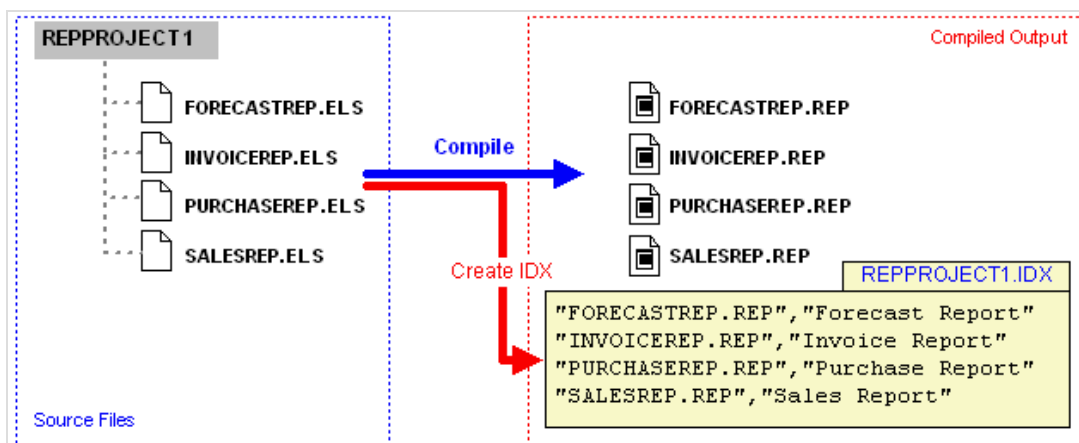 REPPROJECT1
FORECASTREP.ELS
INVOICEREP.ELS
PURCHASEREP.ELS
SALESREP.ELS
Source Files
Compile
Create IDX
Compiled Output
FORECASTREP.REP
INVOICEREP.REP
PURCHASEREP.REP
SALESREP.REP
REPPROJECT1.IDX
"FORECASTREP.REP","Forecast Report"
"INVOICEREP.REP","Invoice Report"
"PURCHASEREP.REP","Purchase Report"
"SALESREP.REP","Sales Report"